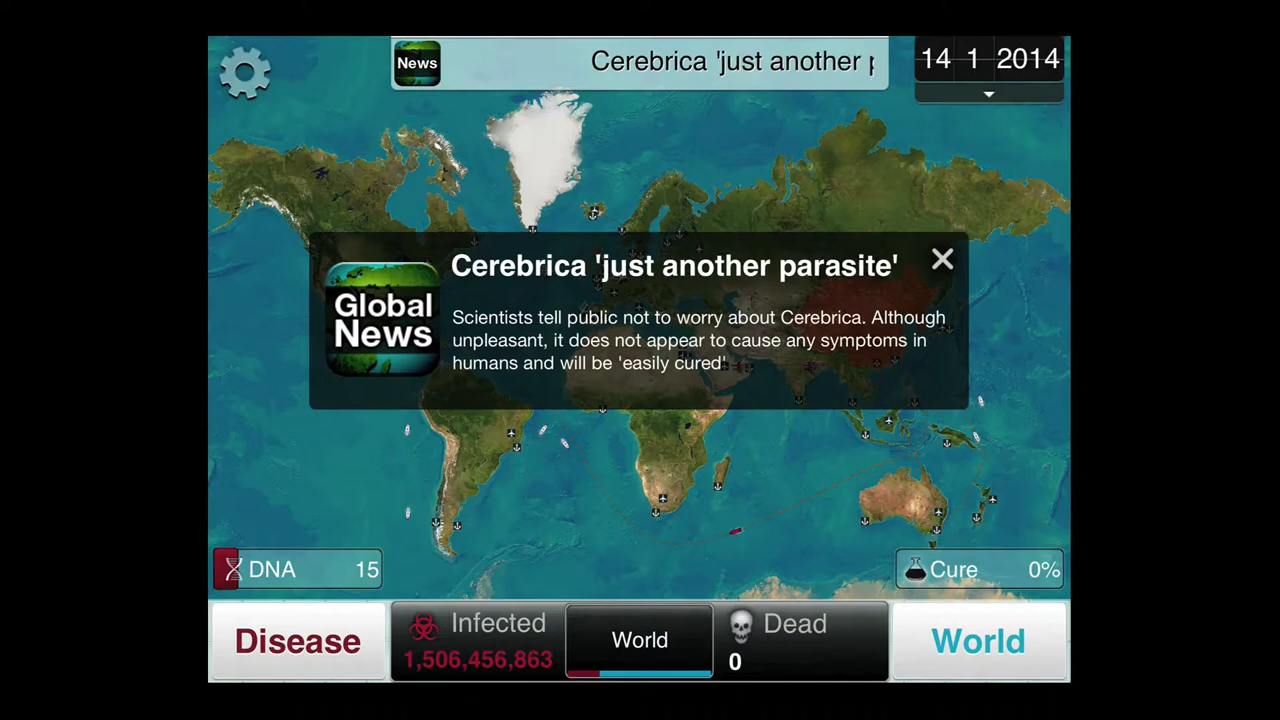 News
Cerebrica 'just another
14 1 2014
Cerebrica 'just another parasite'
Global
News
Scientists tell public not to worry about Cerebrica. Although
unpleasant, it does not appear to cause any symptoms in
humans and will be 'easily cured'
DNA 15
Cure 0%
Disease
Infected
1,506,456,863
World
Dead
0
World